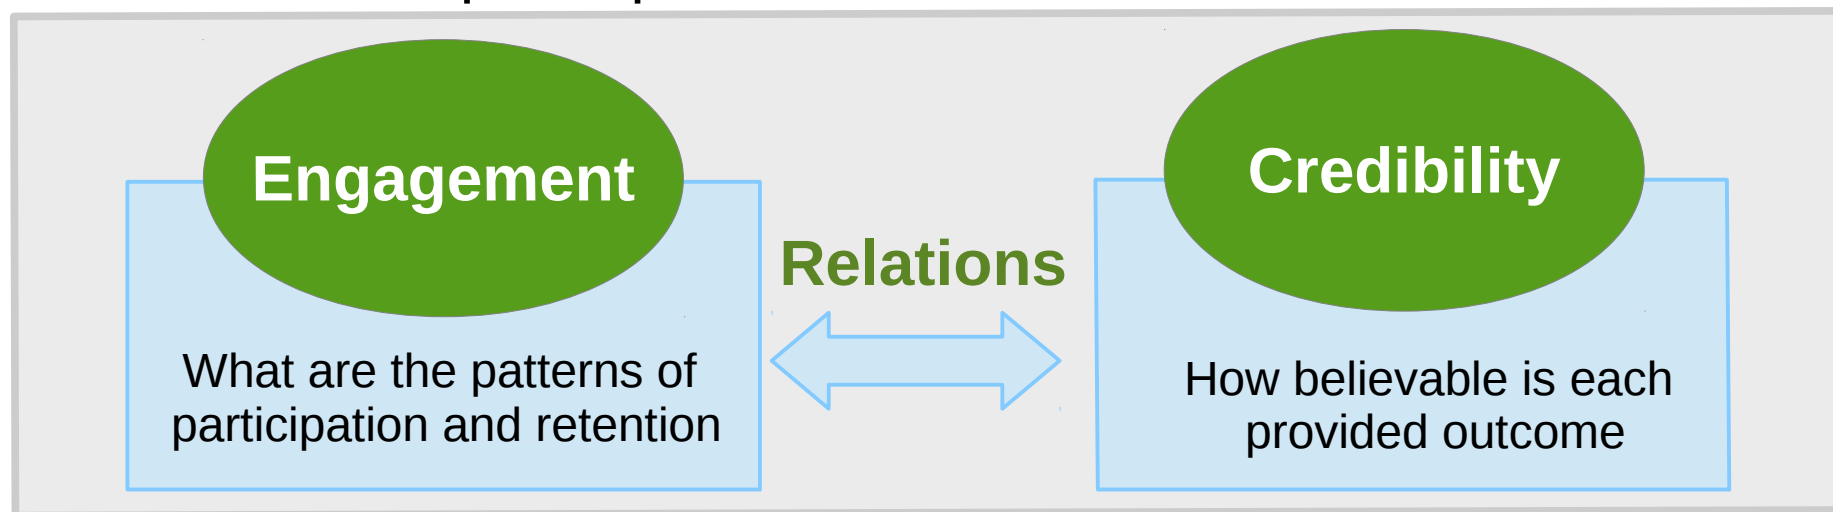 Engagement
What are the patterns of
participation and retention
Relations
Credibility
How believable is each
provided outcome